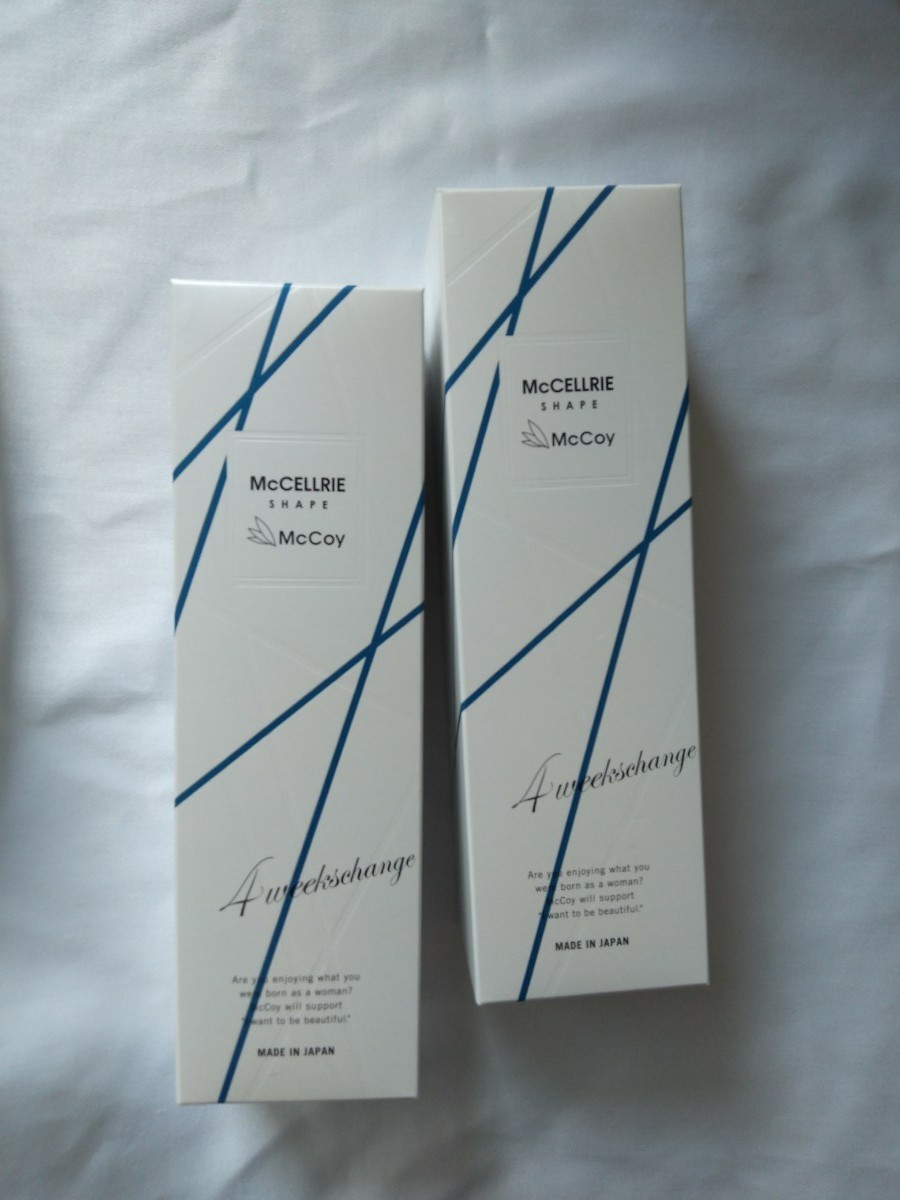 McCELLRIE
SHAPE
McCoy
4weekschange
Are you enjoying what you
were born as a woman?
McCoy will support
"I want to be beautiful."
MADE IN JAPAN
McCELLRIE
SHAPE
McCoy
4weekschange
Are you enjoying what you
were born as a woman?
McCoy will support
"I want to be beautiful."
MADE IN JAPAN